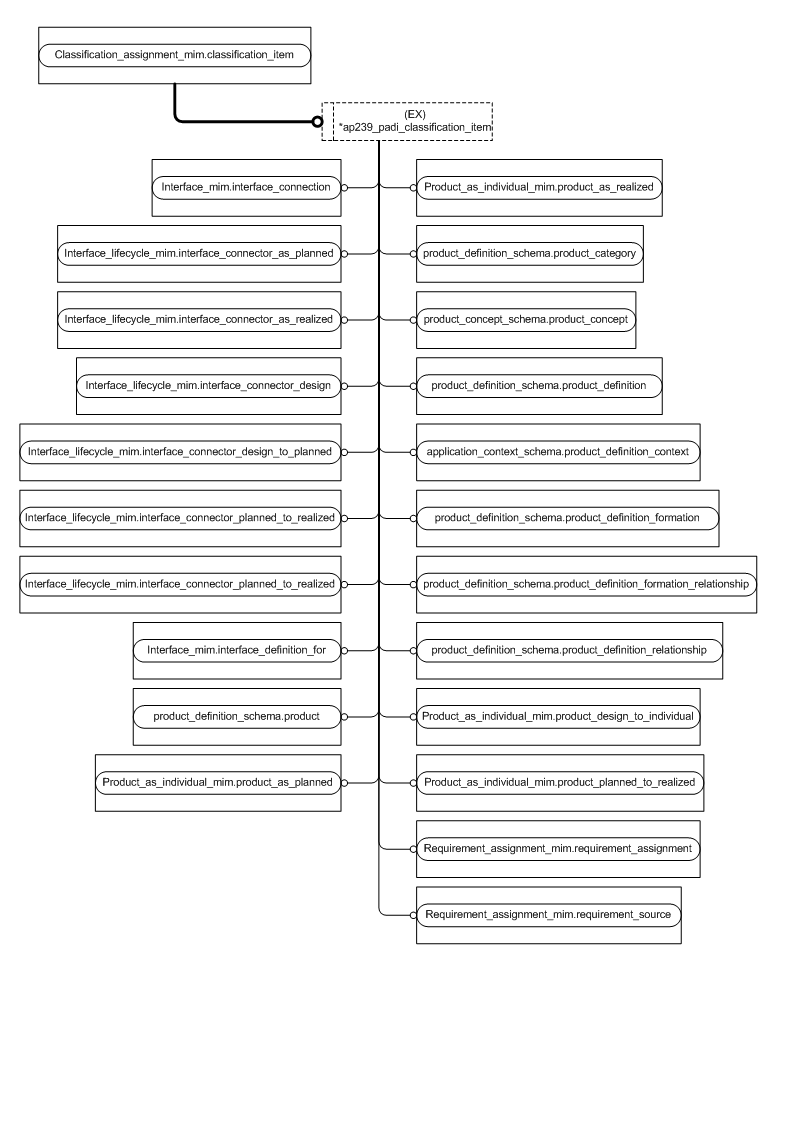 Classification_assignment_mim.classification_item
(EX)
*ap239_padi_classification_item
Interface_mim.interface_connection
Product_as_individual_mim.product_as_realized
Interface_lifecycle_mim.interface_connector_as_planned
product_definition_schema.product_category
Interface_lifecycle_mim.interface_connector_as_realized
product_concept_schema.product_concept
Interface_lifecycle_mim.interface_connector_design
product_definition_schema.product_definition
Interface_lifecycle_mim.interface_connector_design_to_planned
application_context_schema.product_definition_context
Interface_lifecycle_mim.interface_connector_planned_to_realized
product_definition_schema.product_definition_formation
Interface_lifecycle_mim.interface_connector_planned_to_realized
product_definition_schema.product_definition_formation_relationship
Interface_mim.interface_definition_for
product_definition_schema.product_definition_relationship
product_definition_schema.product
Product_as_individual_mim.product_design_to_individual
Product_as_individual_mim.product_as_planned
Product_as_individual_mim.product_planned_to_realized
Requirement_assignment_mim.requirement_assignment
Requirement_assignment_mim.requirement_source